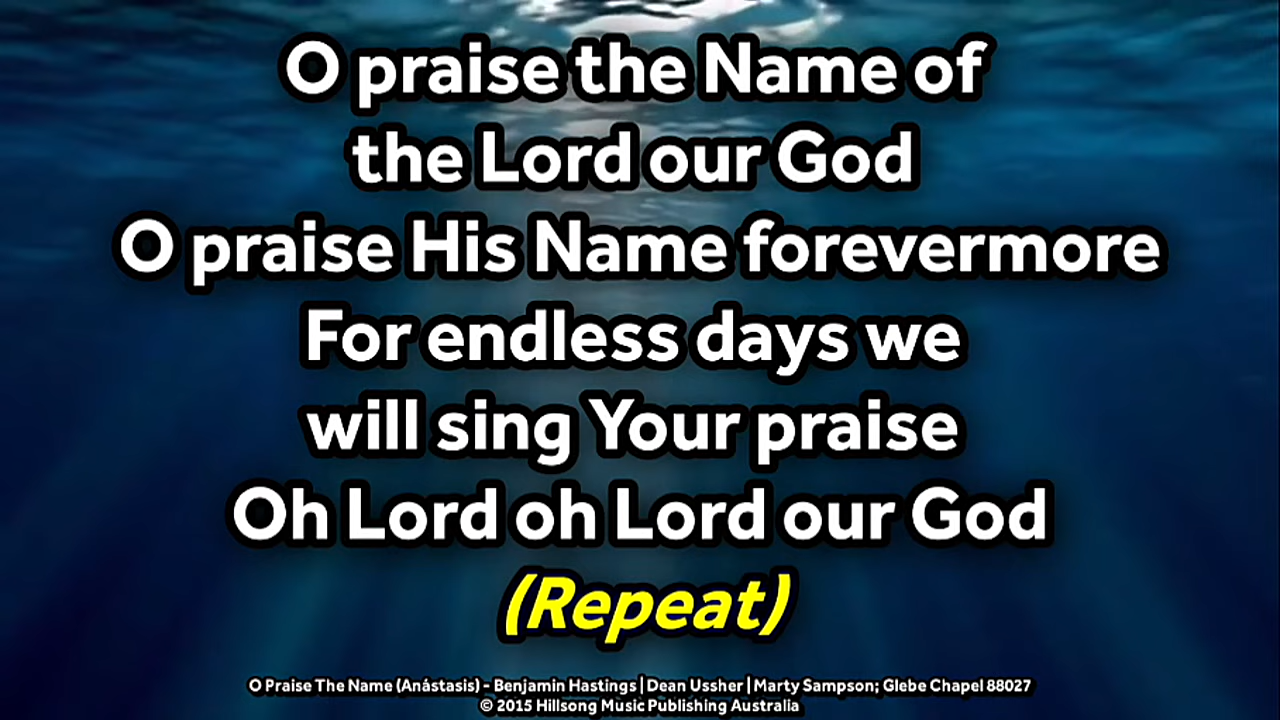 O praise the Name of
the Lord our God
O praise His Name forevermore
For endless days we
will sing Your praise
Oh Lord oh Lord our God
(Repeat)
O Praise The Name (Anástasis) - Benjamin Hastings | Dean Ussher | Marty Sampson; Glebe Chapel 88027
© 2015 Hillsong Music Publishing Australia